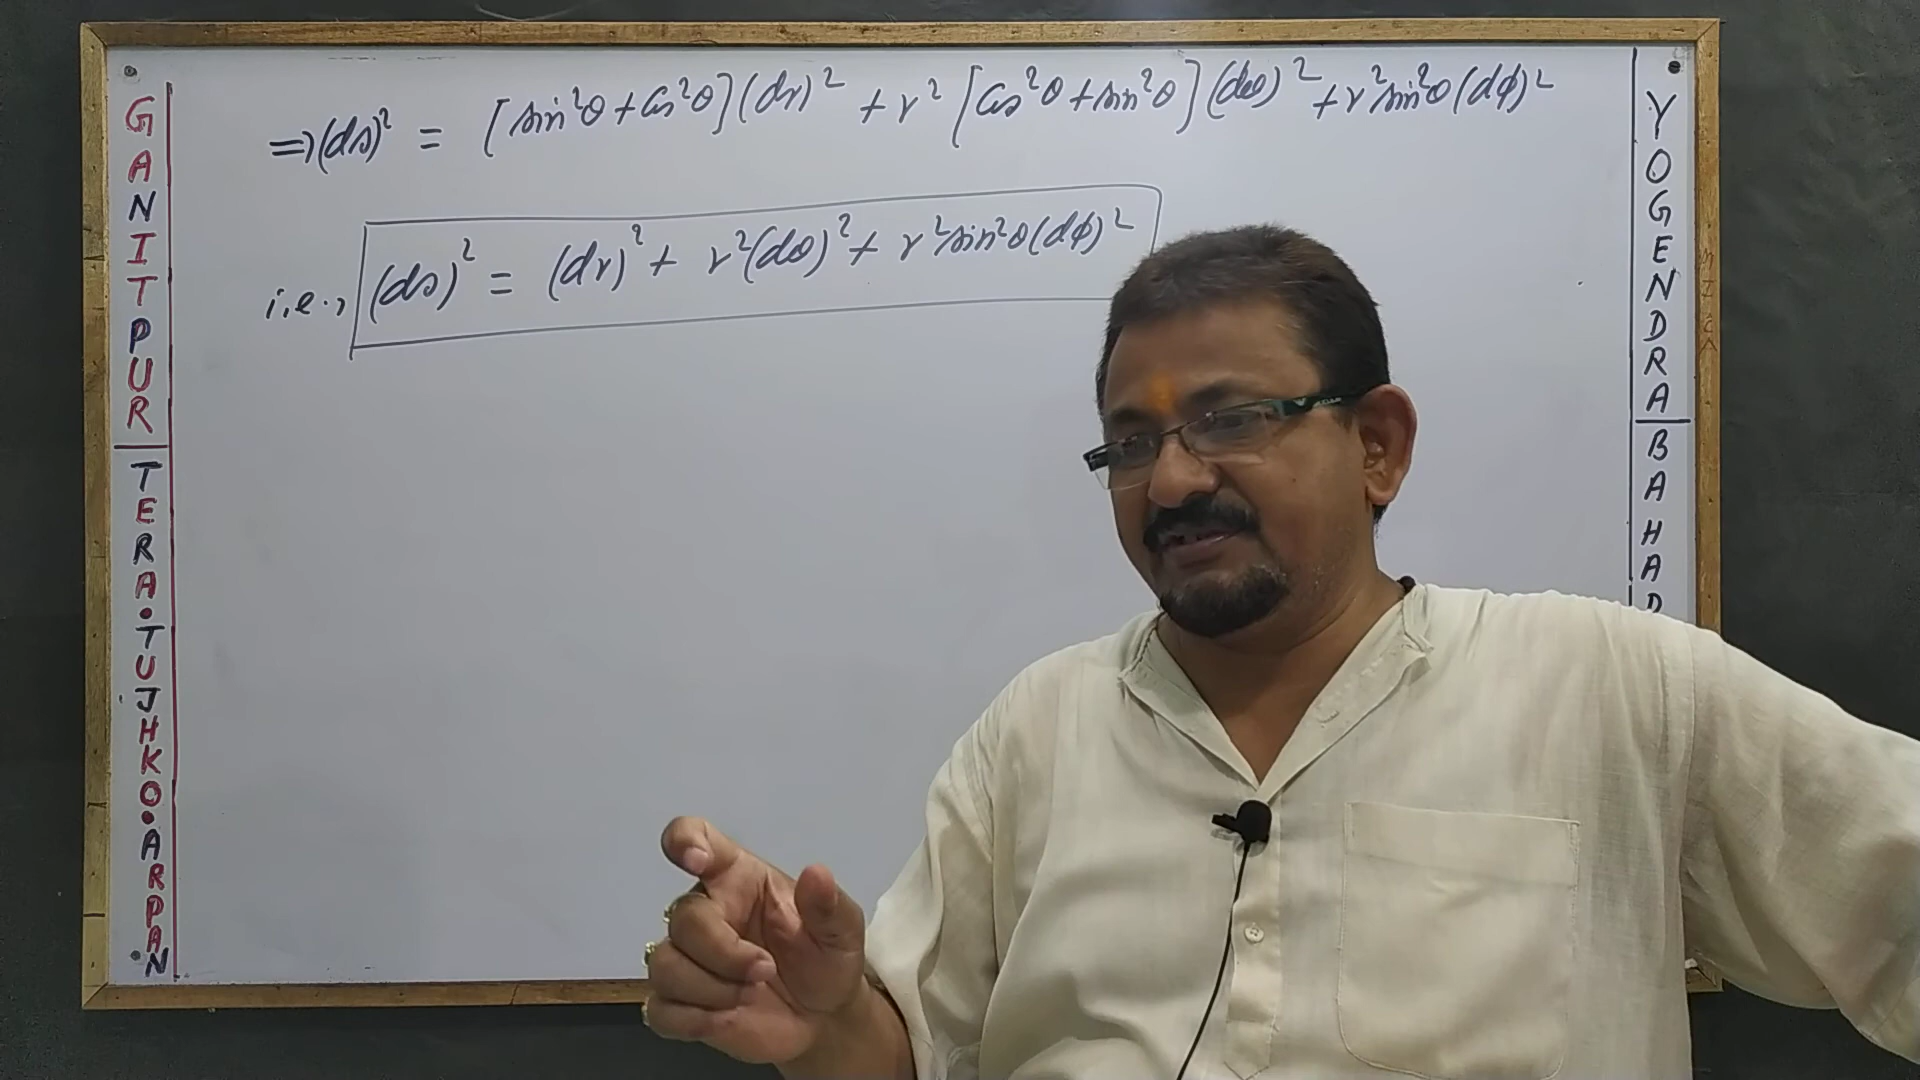 GANITPUR
TERA.TUJHKO.ARPAN
⇒(ds)² = [sin²θ+cos²θ](dr)² + r²[cos²θ+sin²θ](dθ)² + r²sin²θ(dφ)²
i.e., (ds)² = (dr)² + r²(dθ)² + r²sin²θ(dφ)²
YOGENDRA
BAHAD